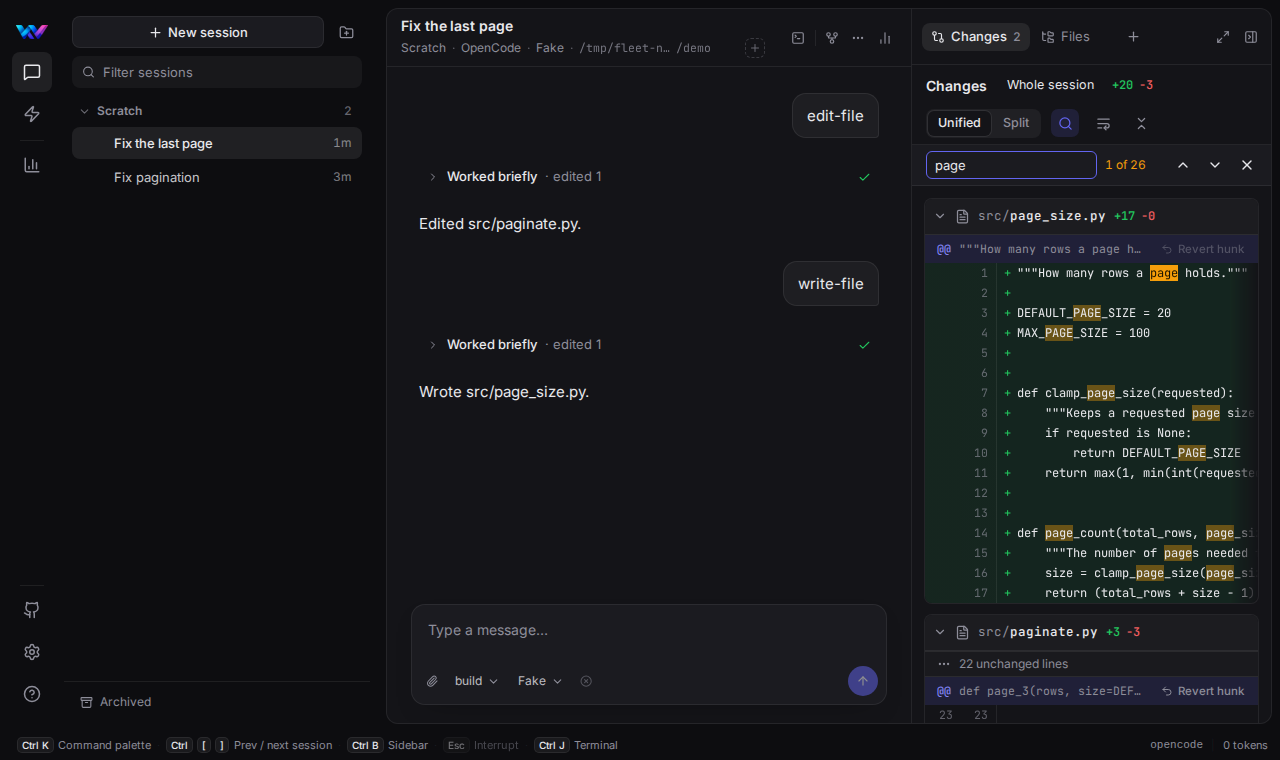 New session
Filter sessions
Scratch 2
Fix the last page 1m
Fix pagination 3m
Archived
Fix the last page
Scratch · OpenCode · Fake · /tmp/fleet-n… /demo
edit-file
Worked briefly · edited 1
Edited src/paginate.py.
write-file
Worked briefly · edited 1
Wrote src/page_size.py.
Type a message...
build Fake
Changes 2 Files
Changes Whole session +20 -3
Unified Split
page 1 of 26
src/page_size.py +17 -0
@@ """How many rows a page h… Revert hunk
1 + """How many rows a page holds."""
2 +
3 + DEFAULT_PAGE_SIZE = 20
4 + MAX_PAGE_SIZE = 100
5 +
6 +
7 + def clamp_page_size(requested):
8 + """Keeps a requested page size
9 + if requested is None:
10 + return DEFAULT_PAGE_SIZE
11 + return max(1, min(int(requeste
12 +
13 +
14 + def page_count(total_rows, page_si
15 + """The number of pages needed
16 + size = clamp_page_size(page_si
17 + return (total_rows + size - 1)
src/paginate.py +3 -3
22 unchanged lines
@@ def page_3(rows, size=DEF… Revert hunk
23 23
Ctrl K Command palette Ctrl [ ] Prev / next session Ctrl B Sidebar Esc Interrupt Ctrl J Terminal opencode 0 tokens